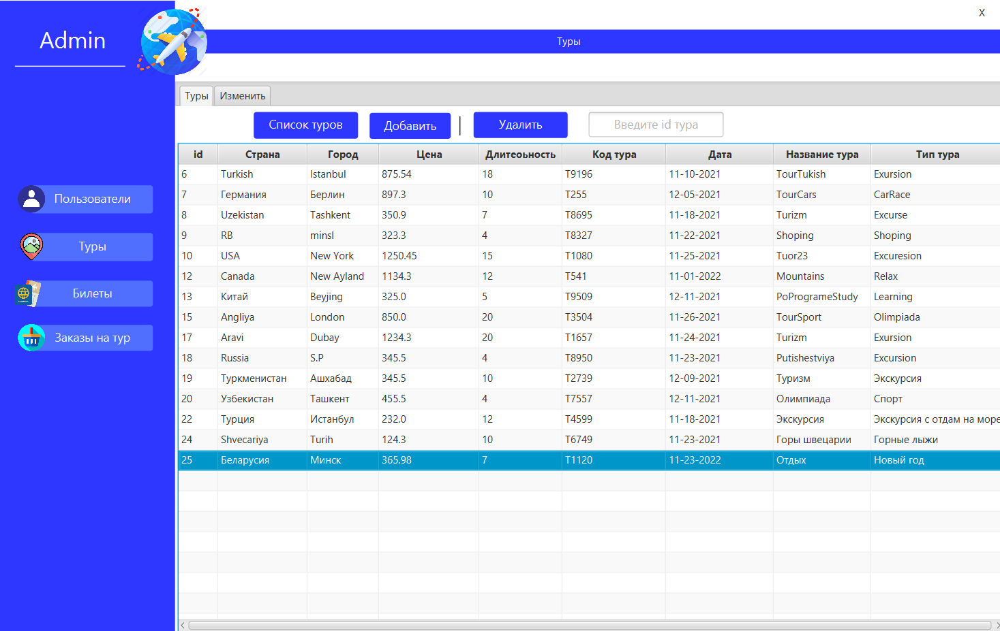 X
Admin
Туры
Туры Изменить
Список туров Добавить | Удалить Введите id тура
id Страна Город Цена Длитеоьность Код тура Дата Название тура Тип тура
6 Turkish Istanbul 875.54 18 T9196 11-10-2021 TourTukish Exursion
7 Германия Берлин 897.3 10 T255 12-05-2021 TourCars CarRace
8 Uzekistan Tashkent 350.9 7 T8695 11-18-2021 Turizm Excurse
9 RB minsl 323.3 4 T8327 11-22-2021 Shoping Shoping
10 USA New York 1250.45 15 T1080 11-25-2021 Tuor23 Excuresion
12 Canada New Ayland 1134.3 12 T541 11-01-2022 Mountains Relax
13 Китай Beyjing 325.0 5 T9509 12-11-2021 PoProgrameStudy Learning
15 Angliya London 850.0 20 T3504 11-26-2021 TourSport Olimpiada
17 Aravi Dubay 1234.3 20 T1657 11-24-2021 Turizm Exursion
18 Russia S.P 345.5 4 T8950 11-23-2021 Putishestviya Excursion
19 Туркменистан Ашхабад 345.5 10 T2739 12-09-2021 Туризм Экскурсия
20 Узбекистан Ташкент 455.5 4 T7557 12-11-2021 Олимпиада Спорт
22 Турция Истанбул 232.0 12 T4599 11-18-2021 Экскурсия Экскурсия с отдам на море
24 Shvecariya Turih 124.3 10 T6749 11-23-2021 Горы швецарии Горные лыжи
25 Беларусия Минск 365.98 7 T1120 11-23-2022 Отдых Новый год
Пользователи
Туры
Билеты
Заказы на тур